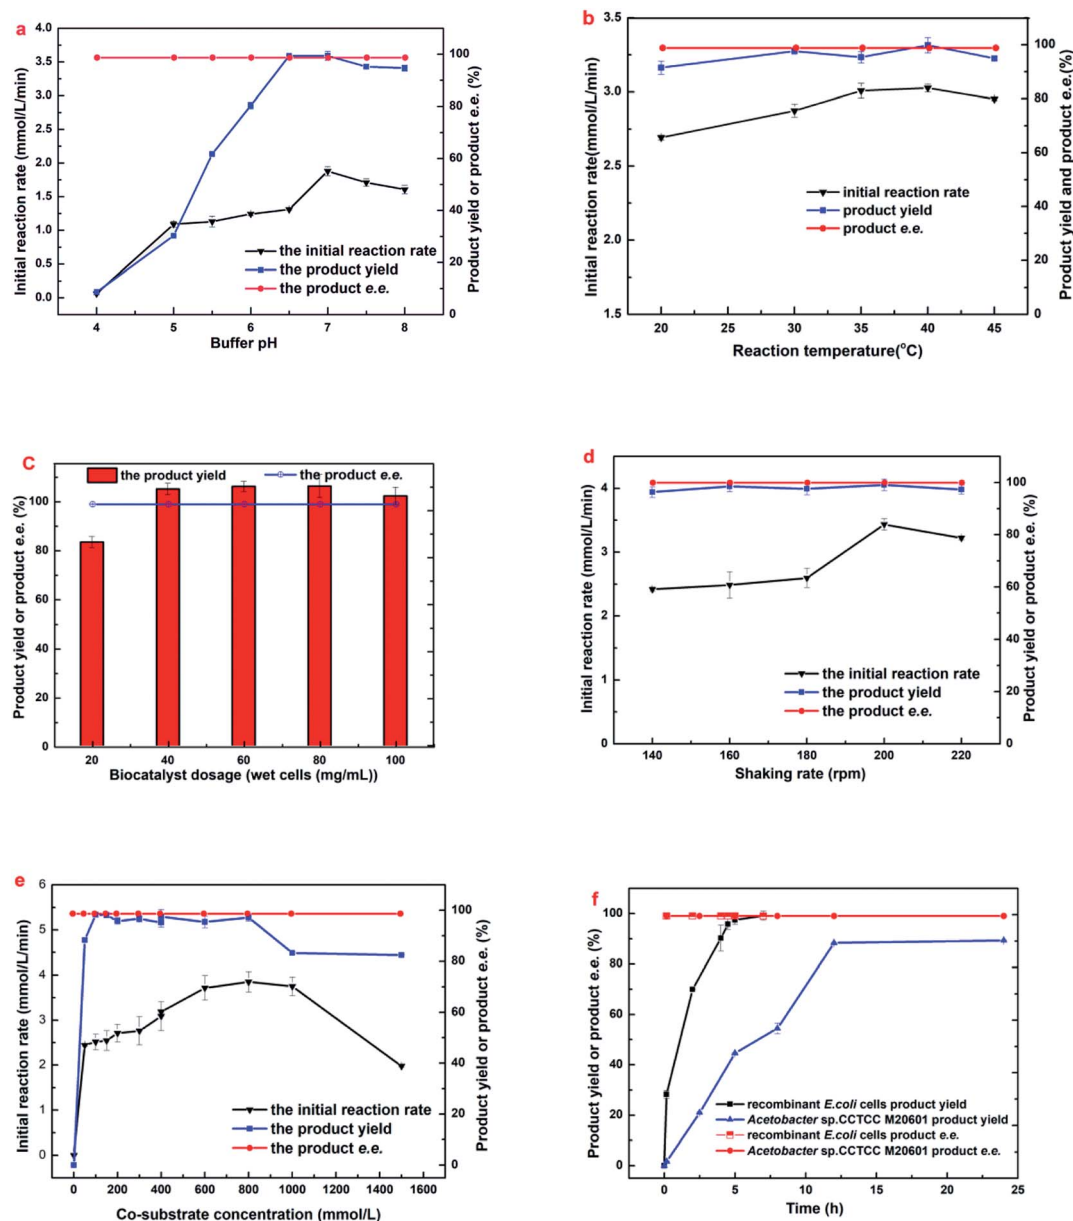 a
Initial reaction rate (mmol/L/min)
4.0
3.5
3.0
2.5
2.0
1.5
1.0
0.5
0.0
100
80
60
40
20
0
Product yield or product e.e. (%)
the initial reaction rate
the product yield
the product e.e.
4 5 6 7 8
Buffer pH
b
Initial reaction rate(mmol/L/min)
3.5
3.0
2.5
2.0
1.5
100
80
60
40
20
0
Product yield and product e.e.(%)
initial reaction rate
product yield
product e.e.
20 25 30 35 40 45
Reaction temperature(°C)
C
Product yield or product e.e. (%)
100
80
60
40
20
0
the product yield the product e.e.
20 40 60 80 100
Biocatalyst dosage (wet cells (mg/mL))
d
Initial reaction rate (mmol/L/min)
4
3
2
1
0
100
80
60
40
20
0
Product yield or product e.e. (%)
the initial reaction rate
the product yield
the product e.e.
140 160 180 200 220
Shaking rate (rpm)
e
Initial reaction rate (mmol/L/min)
6
5
4
3
2
1
0
100
80
60
40
20
0
Product yield or product e.e. (%)
the initial reaction rate
the product yield
the product e.e.
0 200 400 600 800 1000 1200 1400 1600
Co-substrate concentration (mmol/L)
f
Product yield or product e.e. (%)
100
80
60
40
20
0
recombinant E.coli cells product yield
Acetobacter sp.CCTCC M20601 product yield
recombinant E.coli cells product e.e.
Acetobacter sp.CCTCC M20601 product e.e.
0 5 10 15 20 25
Time (h)